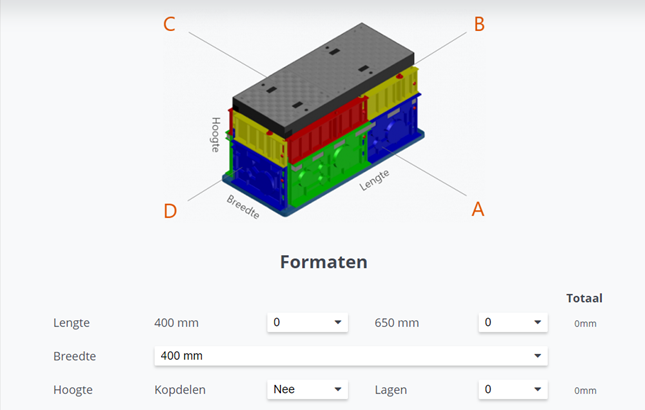 C
B
Hoogte
Lengte
Breedte
D
A
Formaten
Totaal
Lengte 400 mm 0 650 mm 0 0mm
Breedte 400 mm
Hoogte Kopdelen Nee Lagen 0 0mm